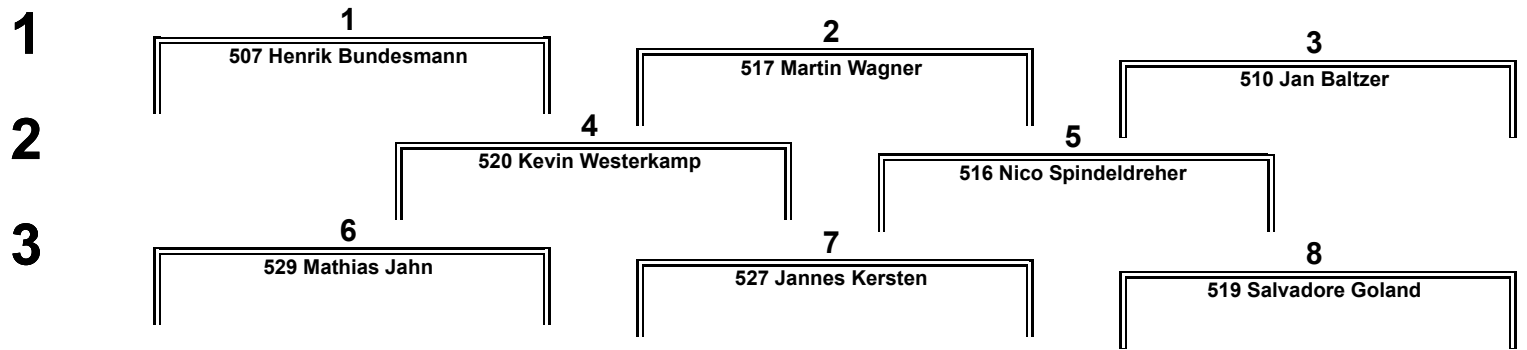 1
1
507 Henrik Bundesmann
2
517 Martin Wagner
3
510 Jan Baltzer
2
4
520 Kevin Westerkamp
5
516 Nico Spindeldreher
3
6
529 Mathias Jahn
7
527 Jannes Kersten
8
519 Salvadore Goland